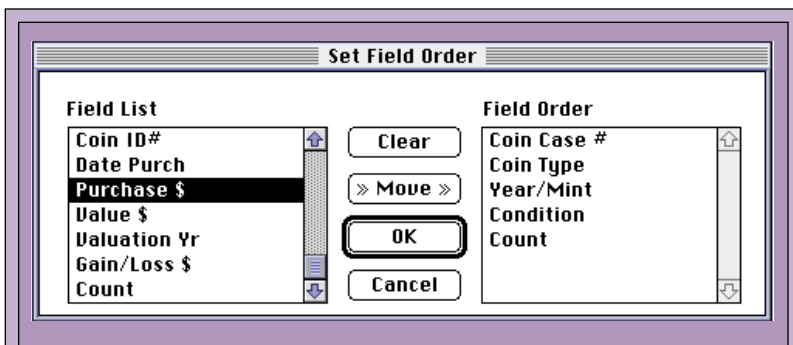 Set Field Order
Field List
Coin ID#
Date Purch
Purchase $
Value $
Valuation Yr
Gain/Loss $
Count
Clear
» Move »
OK
Cancel
Field Order
Coin Case #
Coin Type
Year/Mint
Condition
Count